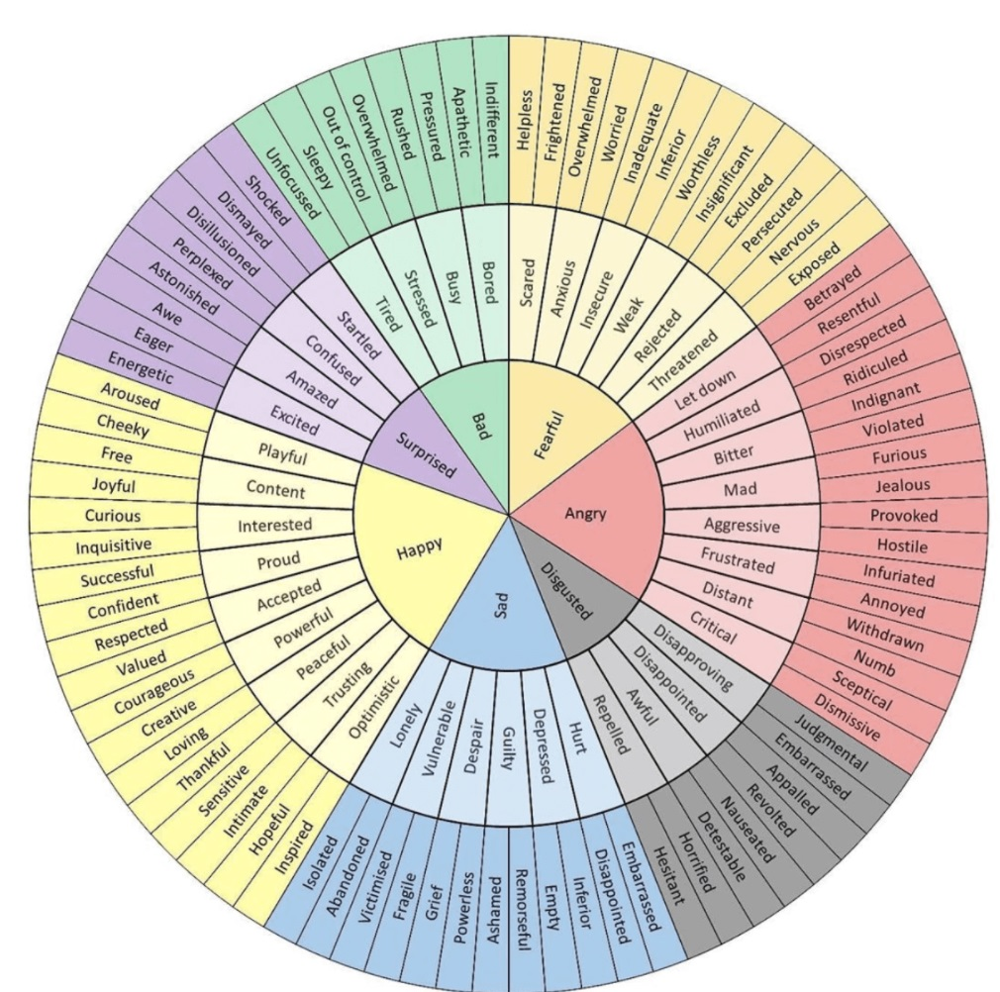 Fearful
Angry
Disgusted
Sad
Happy
Surprised
Bad
Scared
Anxious
Insecure
Weak
Rejected
Threatened
Let down
Humiliated
Bitter
Mad
Aggressive
Frustrated
Distant
Critical
Disapproving
Disappointed
Awful
Repelled
Hurt
Depressed
Guilty
Despair
Vulnerable
Lonely
Optimistic
Trusting
Peaceful
Powerful
Accepted
Proud
Interested
Content
Playful
Excited
Amazed
Confused
Startled
Tired
Stressed
Busy
Bored
Helpless
Frightened
Overwhelmed
Worried
Inadequate
Inferior
Worthless
Insignificant
Excluded
Persecuted
Nervous
Exposed
Betrayed
Resentful
Disrespected
Ridiculed
Indignant
Violated
Furious
Jealous
Provoked
Hostile
Infuriated
Annoyed
Withdrawn
Numb
Sceptical
Dismissive
Judgmental
Embarrassed
Appalled
Revolted
Nauseated
Detestable
Horrified
Hesitant
Embarrassed
Disappointed
Inferior
Empty
Remorseful
Ashamed
Powerless
Grief
Fragile
Victimised
Abandoned
Isolated
Inspired
Hopeful
Intimate
Sensitive
Thankful
Loving
Creative
Courageous
Valued
Respected
Confident
Successful
Inquisitive
Curious
Joyful
Free
Cheeky
Aroused
Energetic
Eager
Awe
Astonished
Perplexed
Disillusioned
Dismayed
Shocked
Unfocussed
Sleepy
Out of control
Overwhelmed
Rushed
Pressured
Apathetic
Indifferent